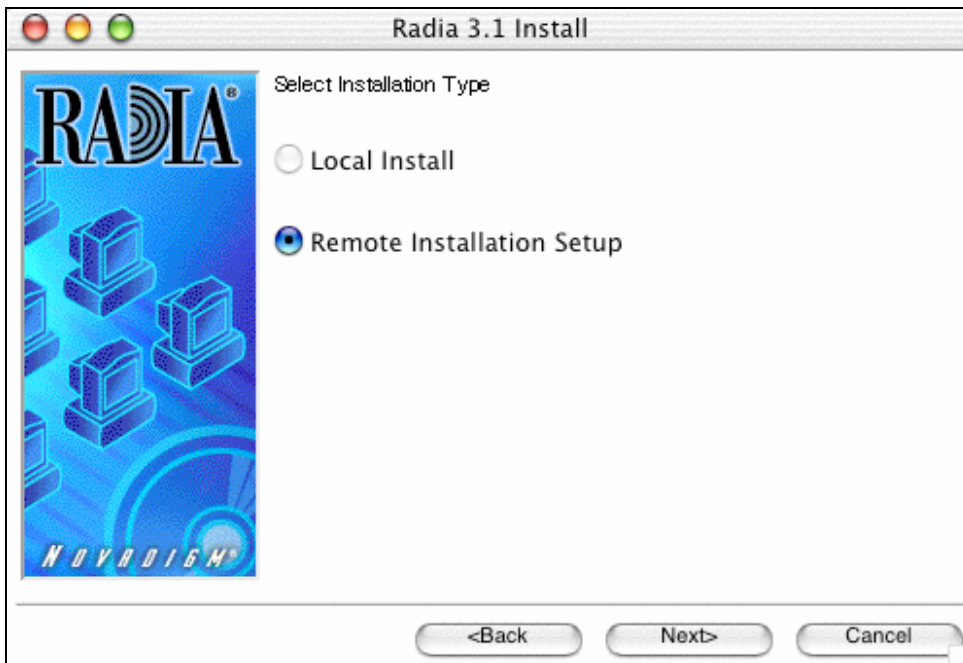 Radia 3.1 Install
RADIA®
Select Installation Type
Local Install
Remote Installation Setup
NOVADIGM®
<Back
Next>
Cancel